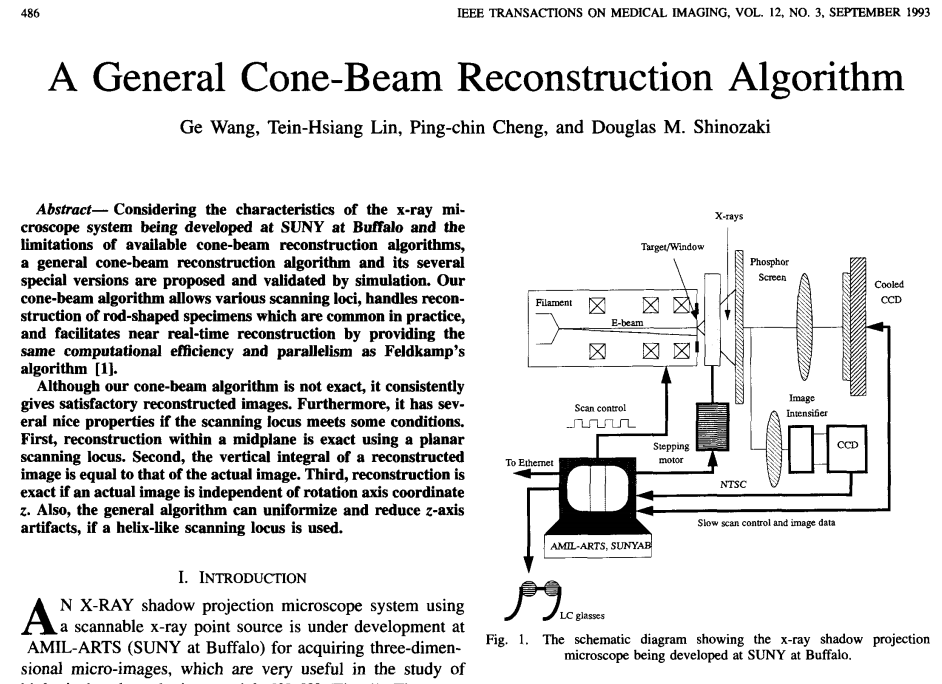 486
IEEE TRANSACTIONS ON MEDICAL IMAGING, VOL. 12, NO. 3, SEPTEMBER 1993
A General Cone-Beam Reconstruction Algorithm
Ge Wang, Tein-Hsiang Lin, Ping-chin Cheng, and Douglas M. Shinozaki
Abstract— Considering the characteristics of the x-ray mi-
croscope system being developed at SUNY at Buffalo and the
limitations of available cone-beam reconstruction algorithms,
a general cone-beam reconstruction algorithm and its several
special versions are proposed and validated by simulation. Our
cone-beam algorithm allows various scanning loci, handles recon-
struction of rod-shaped specimens which are common in practice,
and facilitates near real-time reconstruction by providing the
same computational efficiency and parallelism as Feldkamp's
algorithm [1].
Although our cone-beam algorithm is not exact, it consistently
gives satisfactory reconstructed images. Furthermore, it has sev-
eral nice properties if the scanning locus meets some conditions.
First, reconstruction within a midplane is exact using a planar
scanning locus. Second, the vertical integral of a reconstructed
image is equal to that of the actual image. Third, reconstruction is
exact if an actual image is independent of rotation axis coordinate
z. Also, the general algorithm can uniformize and reduce z-axis
artifacts, if a helix-like scanning locus is used.
I. INTRODUCTION
AN X-RAY shadow projection microscope system using
a scannable x-ray point source is under development at
AMIL-ARTS (SUNY at Buffalo) for acquiring three-dimen-
sional micro-images, which are very useful in the study of
X-rays
Target/Window
Phosphor
Screen
Cooled
CCD
Filament
E-beam
Image
Intensifier
Scan control
Stepping
motor
CCD
To Ethernet
NTSC
Slow scan control and image data
AMIL-ARTS, SUNYAB
LC glasses
Fig. 1. The schematic diagram showing the x-ray shadow projection
microscope being developed at SUNY at Buffalo.